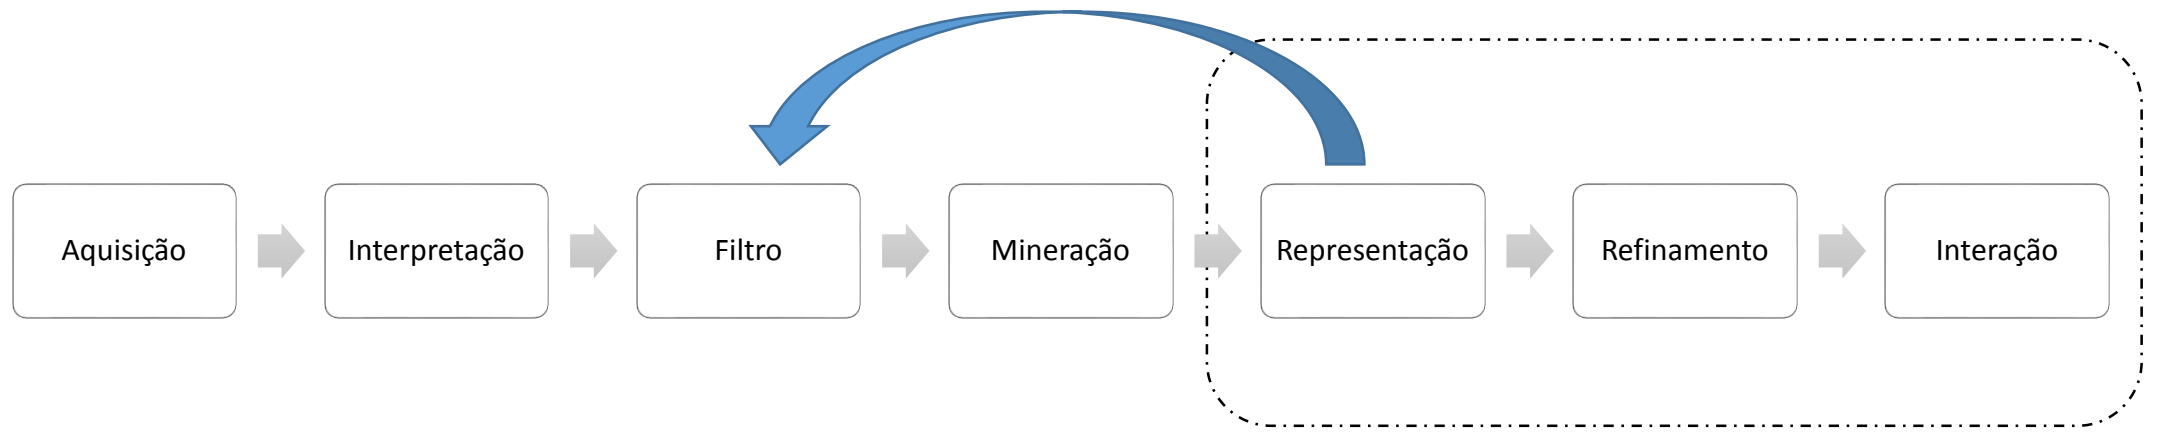 Aquisição
Interpretação
Filtro
Mineração
Representação
Refinamento
Interação